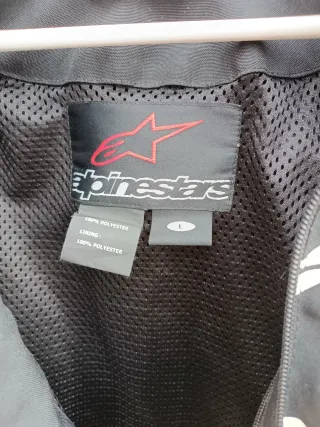 alpinestars
100% POLYESTER
LINING :
100% POLYESTER
L